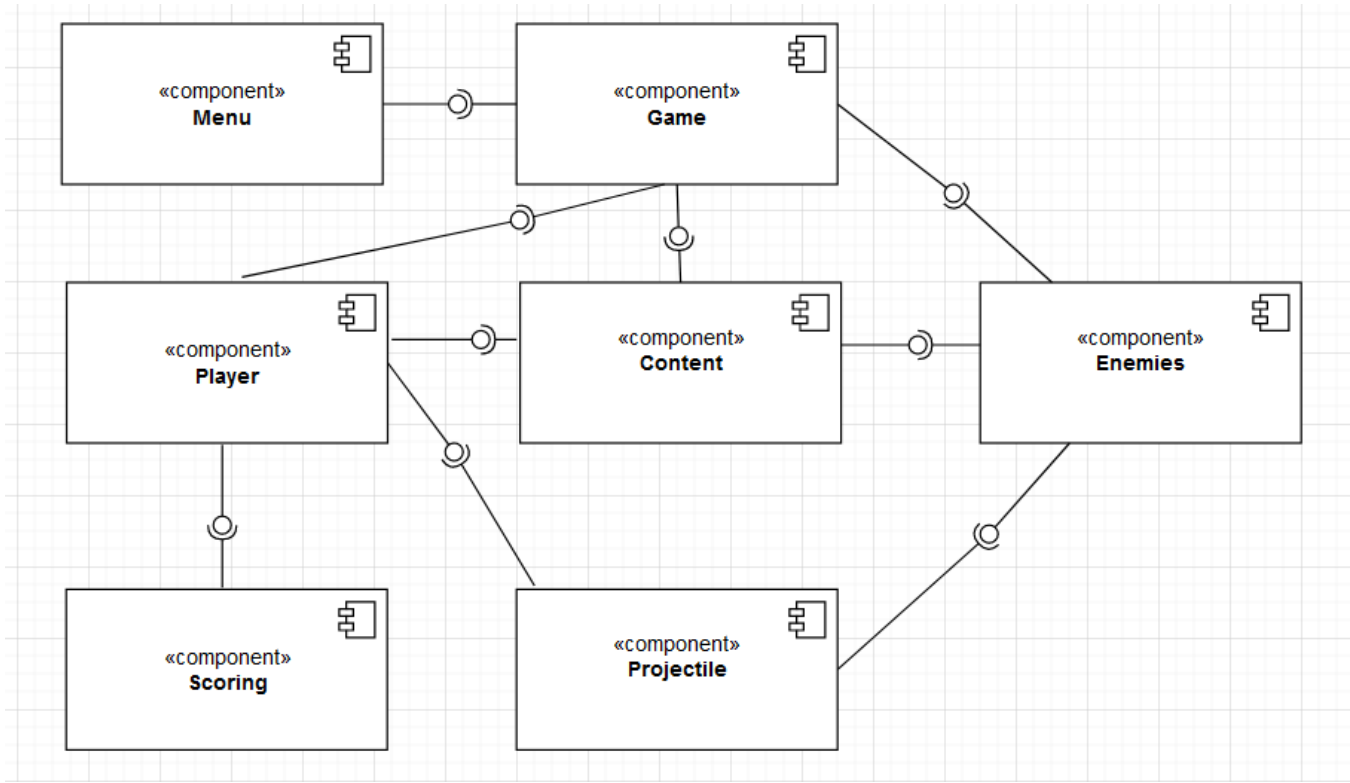 «component»
Menu
«component»
Game
«component»
Player
«component»
Content
«component»
Enemies
«component»
Scoring
«component»
Projectile